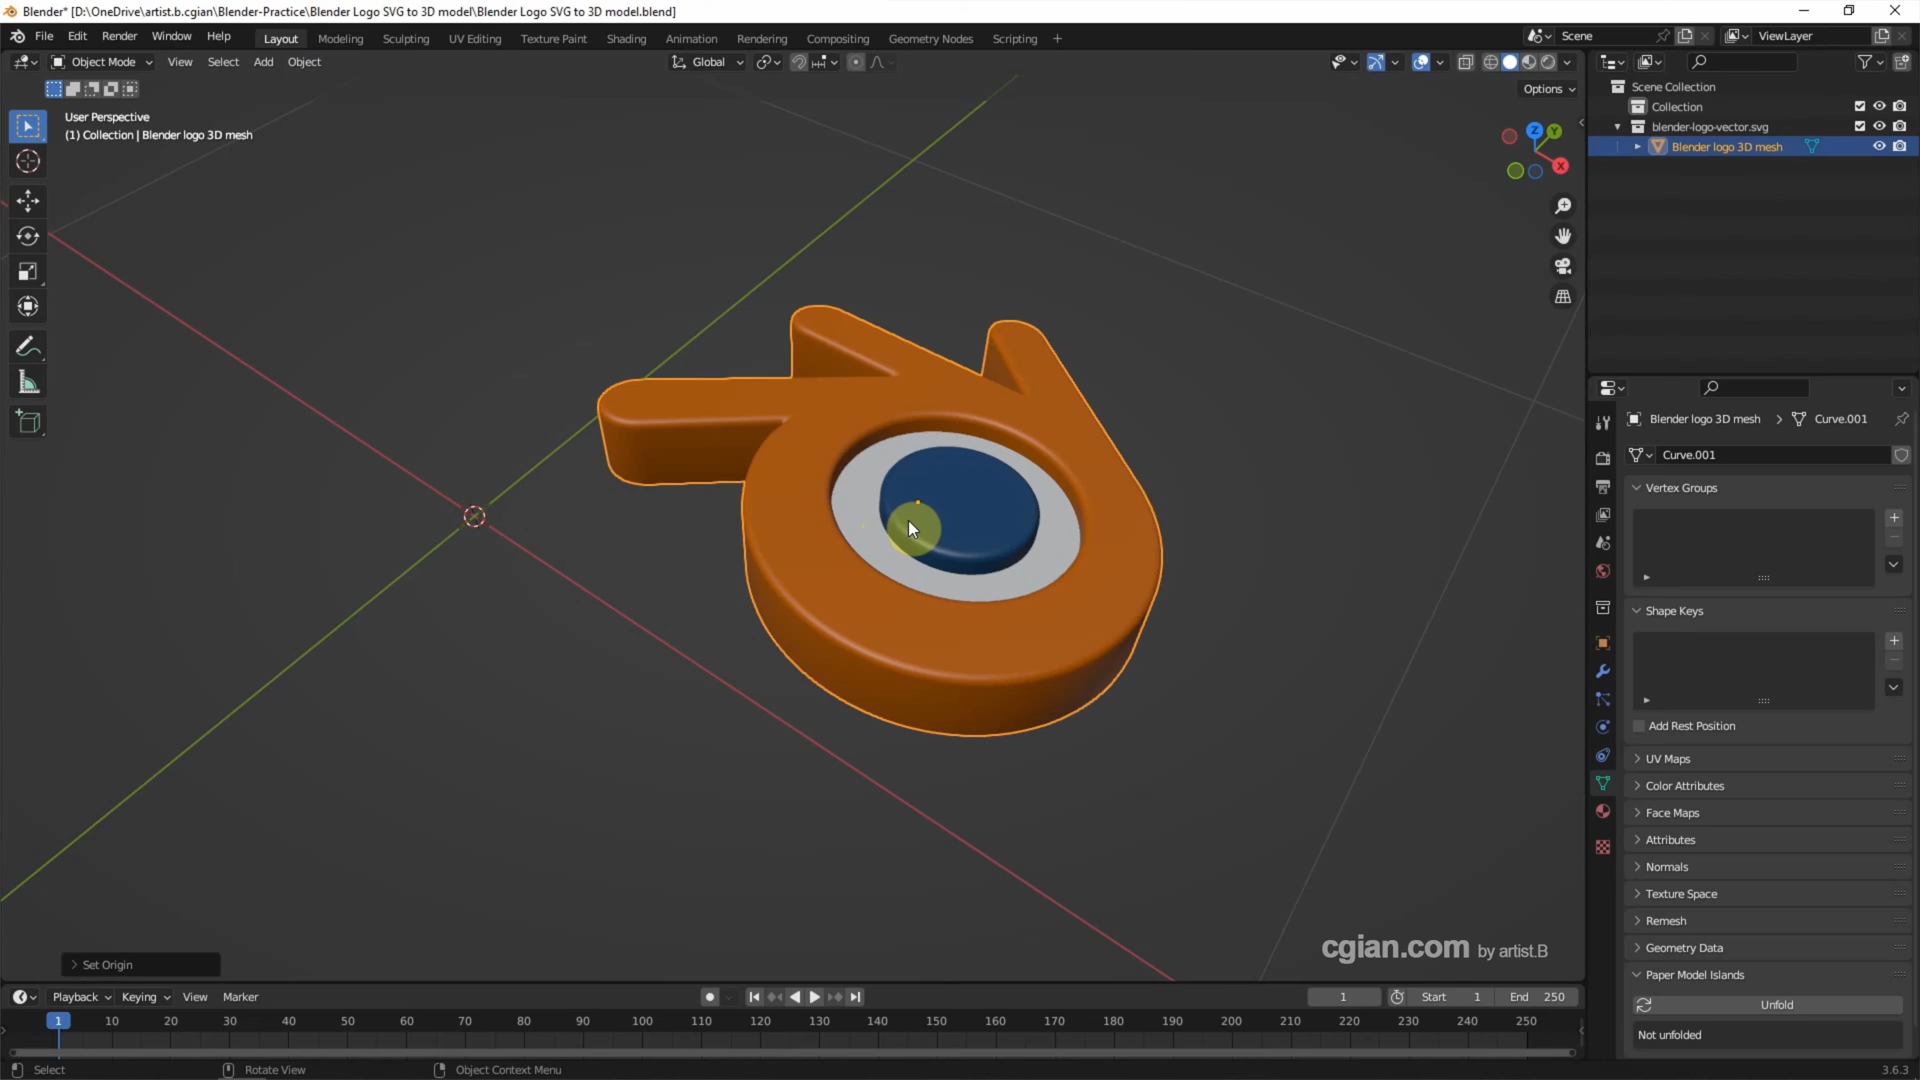 Blender* [D:\OneDrive\artist.b.cgian\Blender-Practice\Blender Logo SVG to 3D model\Blender Logo SVG to 3D model.blend]
File Edit Render Window Help Layout Modeling Sculpting UV Editing Texture Paint Shading Animation Rendering Compositing Geometry Nodes Scripting + Scene ViewLayer
Object Mode View Select Add Object Global
Options
User Perspective
(1) Collection | Blender logo 3D mesh
Z Y X
Scene Collection
Collection
blender-logo-vector.svg
Blender logo 3D mesh
Blender logo 3D mesh > Curve.001
Curve.001
Vertex Groups
Shape Keys
Add Rest Position
UV Maps
Color Attributes
Face Maps
Attributes
Normals
Texture Space
Remesh
Geometry Data
Paper Model Islands
Unfold
Not unfolded
cgian.com by artist.B
Set Origin
Playback Keying View Marker 1 Start 1 End 250
1 10 20 30 40 50 60 70 80 90 100 110 120 130 140 150 160 170 180 190 200 210 220 230 240 250
Select Rotate View Object Context Menu 3.6.3